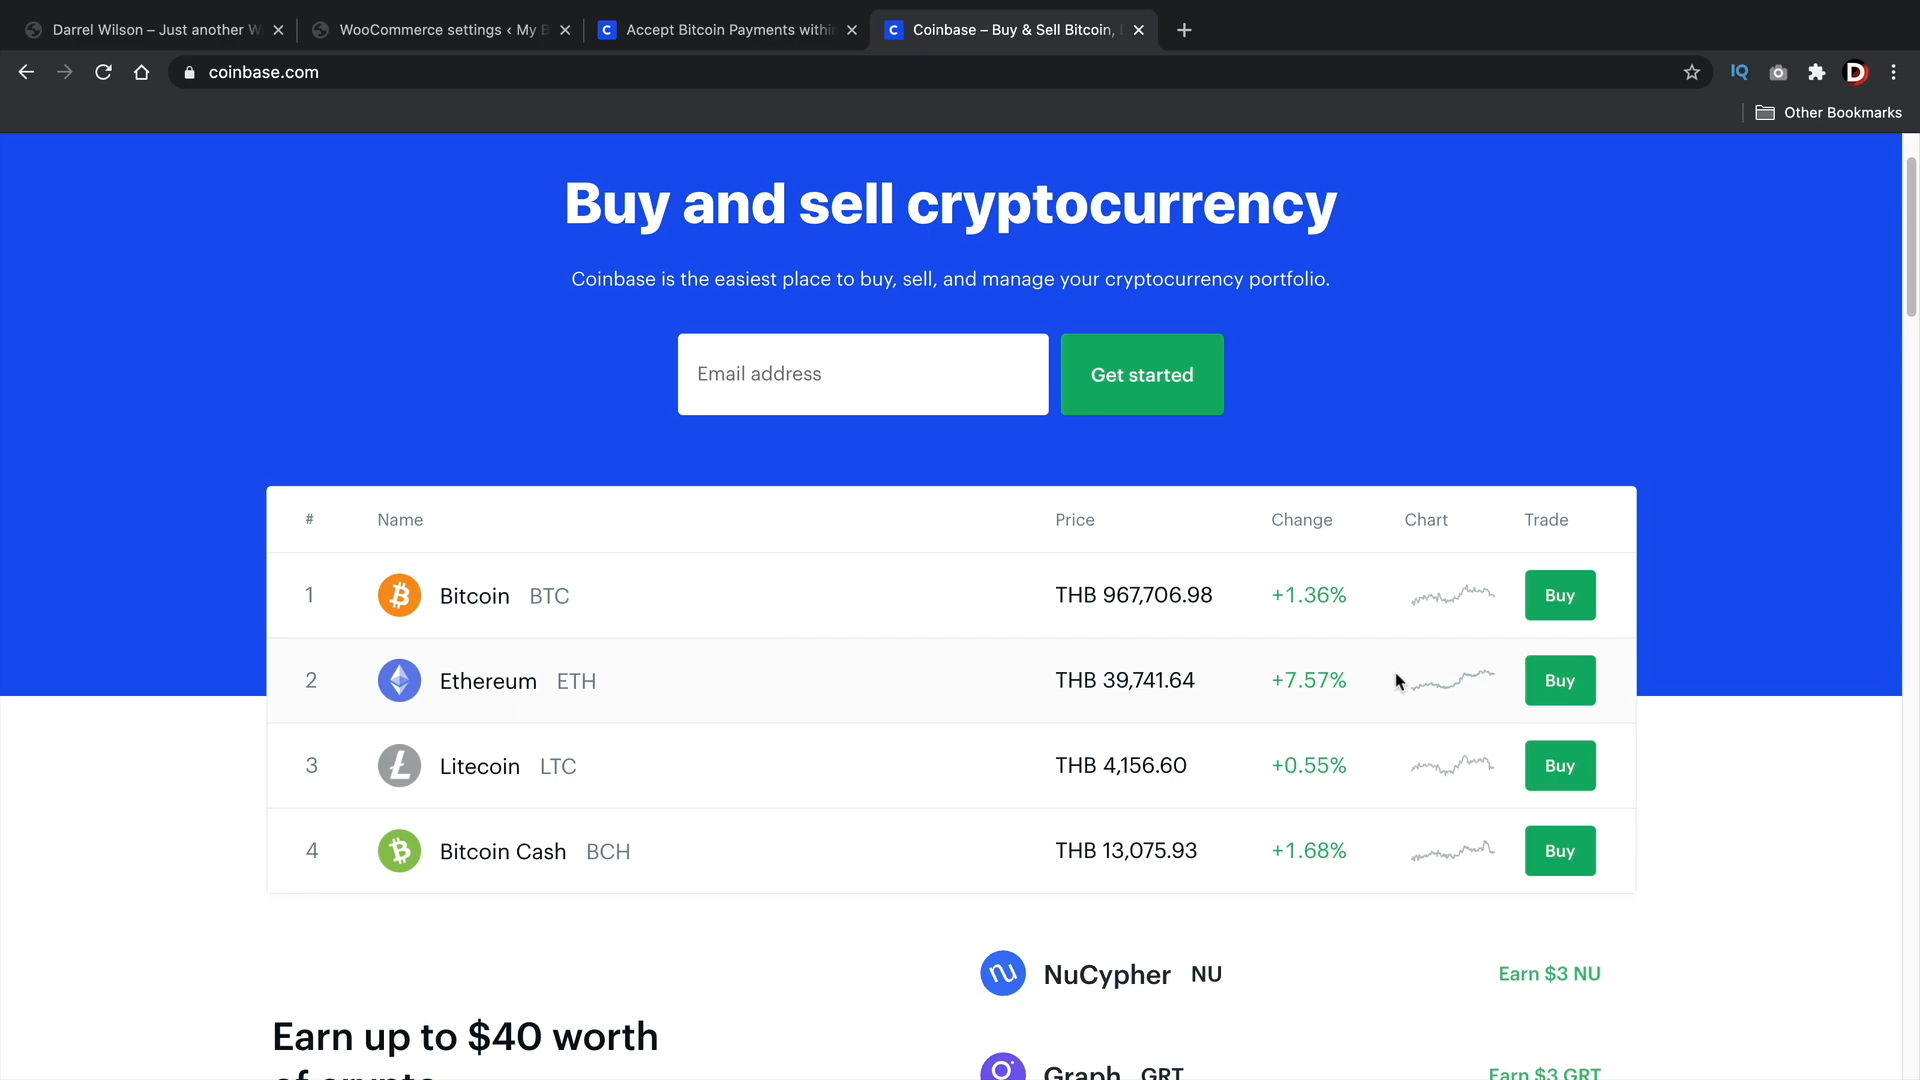 Darrel Wilson – Just another W
WooCommerce settings ‹ My B
Accept Bitcoin Payments within
Coinbase – Buy & Sell Bitcoin,
coinbase.com
IQ
Other Bookmarks
Buy and sell cryptocurrency
Coinbase is the easiest place to buy, sell, and manage your cryptocurrency portfolio.
Email address
Get started
# Name Price Change Chart Trade
1 Bitcoin BTC THB 967,706.98 +1.36% Buy
2 Ethereum ETH THB 39,741.64 +7.57% Buy
3 Litecoin LTC THB 4,156.60 +0.55% Buy
4 Bitcoin Cash BCH THB 13,075.93 +1.68% Buy
NuCypher NU Earn $3 NU
Earn up to $40 worth
of crypto
Graph GRT Earn $3 GRT